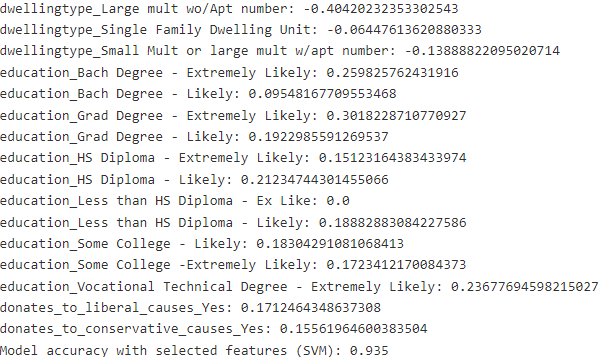 dwellingtype_Large mult wo/Apt number: -0.40420232353302543
dwellingtype_Single Family Dwelling Unit: -0.06447613620880333
dwellingtype_Small Mult or large mult w/apt number: -0.13888822095020714
education_Bach Degree - Extremely Likely: 0.259825762431916
education_Bach Degree - Likely: 0.09548167709553468
education_Grad Degree - Extremely Likely: 0.3018228710770927
education_Grad Degree - Likely: 0.1922985591269537
education_HS Diploma - Extremely Likely: 0.15123164383433974
education_HS Diploma - Likely: 0.21234744301455066
education_Less than HS Diploma - Ex Like: 0.0
education_Less than HS Diploma - Likely: 0.18882883084227586
education_Some College - Likely: 0.18304291081068413
education_Some College -Extremely Likely: 0.1723412170084373
education_Vocational Technical Degree - Extremely Likely: 0.23677694598215027
donates_to_liberal_causes_Yes: 0.1712464348637308
donates_to_conservative_causes_Yes: 0.15561964600383504
Model accuracy with selected features (SVM): 0.935